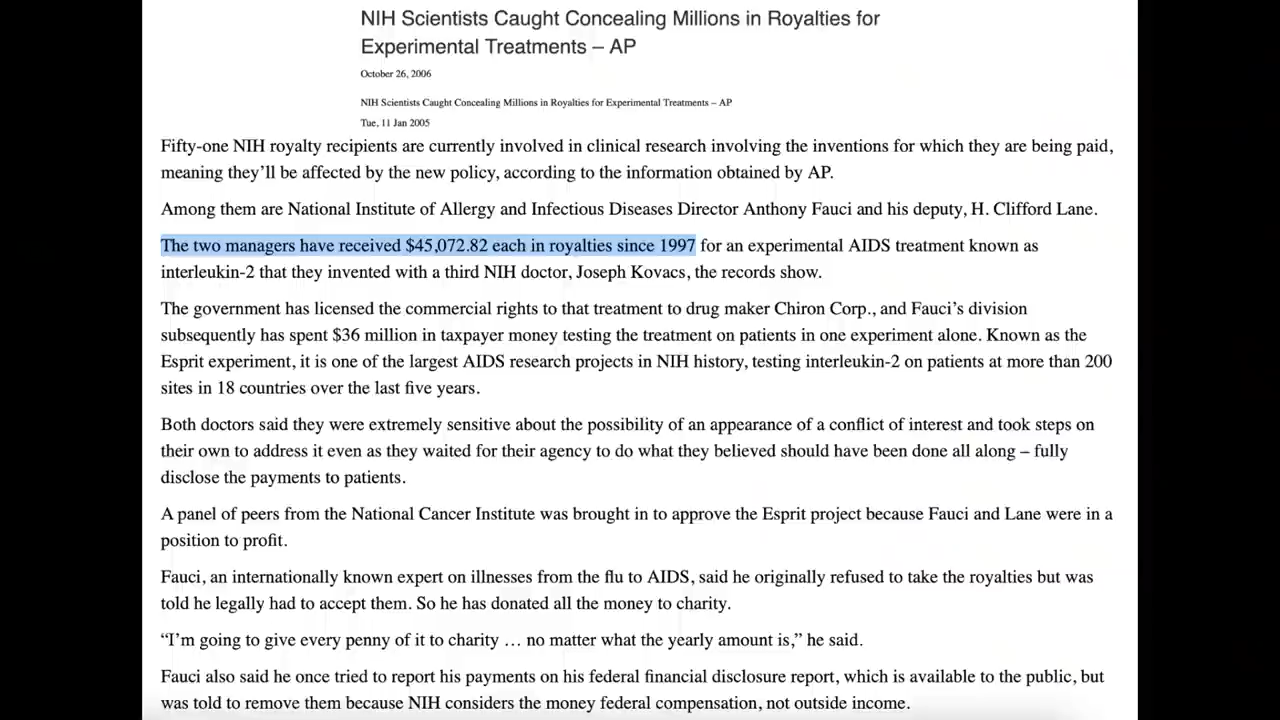 NIH Scientists Caught Concealing Millions in Royalties for
Experimental Treatments – AP
October 26, 2006
NIH Scientists Caught Concealing Millions in Royalties for Experimental Treatments – AP
Tue, 11 Jan 2005
Fifty-one NIH royalty recipients are currently involved in clinical research involving the inventions for which they are being paid,
meaning they’ll be affected by the new policy, according to the information obtained by AP.
Among them are National Institute of Allergy and Infectious Diseases Director Anthony Fauci and his deputy, H. Clifford Lane.
The two managers have received $45,072.82 each in royalties since 1997 for an experimental AIDS treatment known as
interleukin-2 that they invented with a third NIH doctor, Joseph Kovacs, the records show.
The government has licensed the commercial rights to that treatment to drug maker Chiron Corp., and Fauci’s division
subsequently has spent $36 million in taxpayer money testing the treatment on patients in one experiment alone. Known as the
Esprit experiment, it is one of the largest AIDS research projects in NIH history, testing interleukin-2 on patients at more than 200
sites in 18 countries over the last five years.
Both doctors said they were extremely sensitive about the possibility of an appearance of a conflict of interest and took steps on
their own to address it even as they waited for their agency to do what they believed should have been done all along – fully
disclose the payments to patients.
A panel of peers from the National Cancer Institute was brought in to approve the Esprit project because Fauci and Lane were in a
position to profit.
Fauci, an internationally known expert on illnesses from the flu to AIDS, said he originally refused to take the royalties but was
told he legally had to accept them. So he has donated all the money to charity.
“I’m going to give every penny of it to charity … no matter what the yearly amount is,” he said.
Fauci also said he once tried to report his payments on his federal financial disclosure report, which is available to the public, but
was told to remove them because NIH considers the money federal compensation, not outside income.